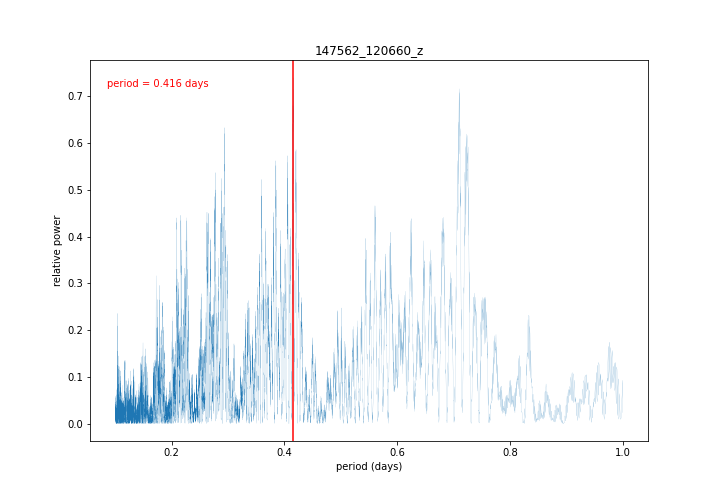 147562_120660_z
period = 0.416 days
relative power
0.7
0.6
0.5
0.4
0.3
0.2
0.1
0.0
0.2 0.4 0.6 0.8 1.0
period (days)